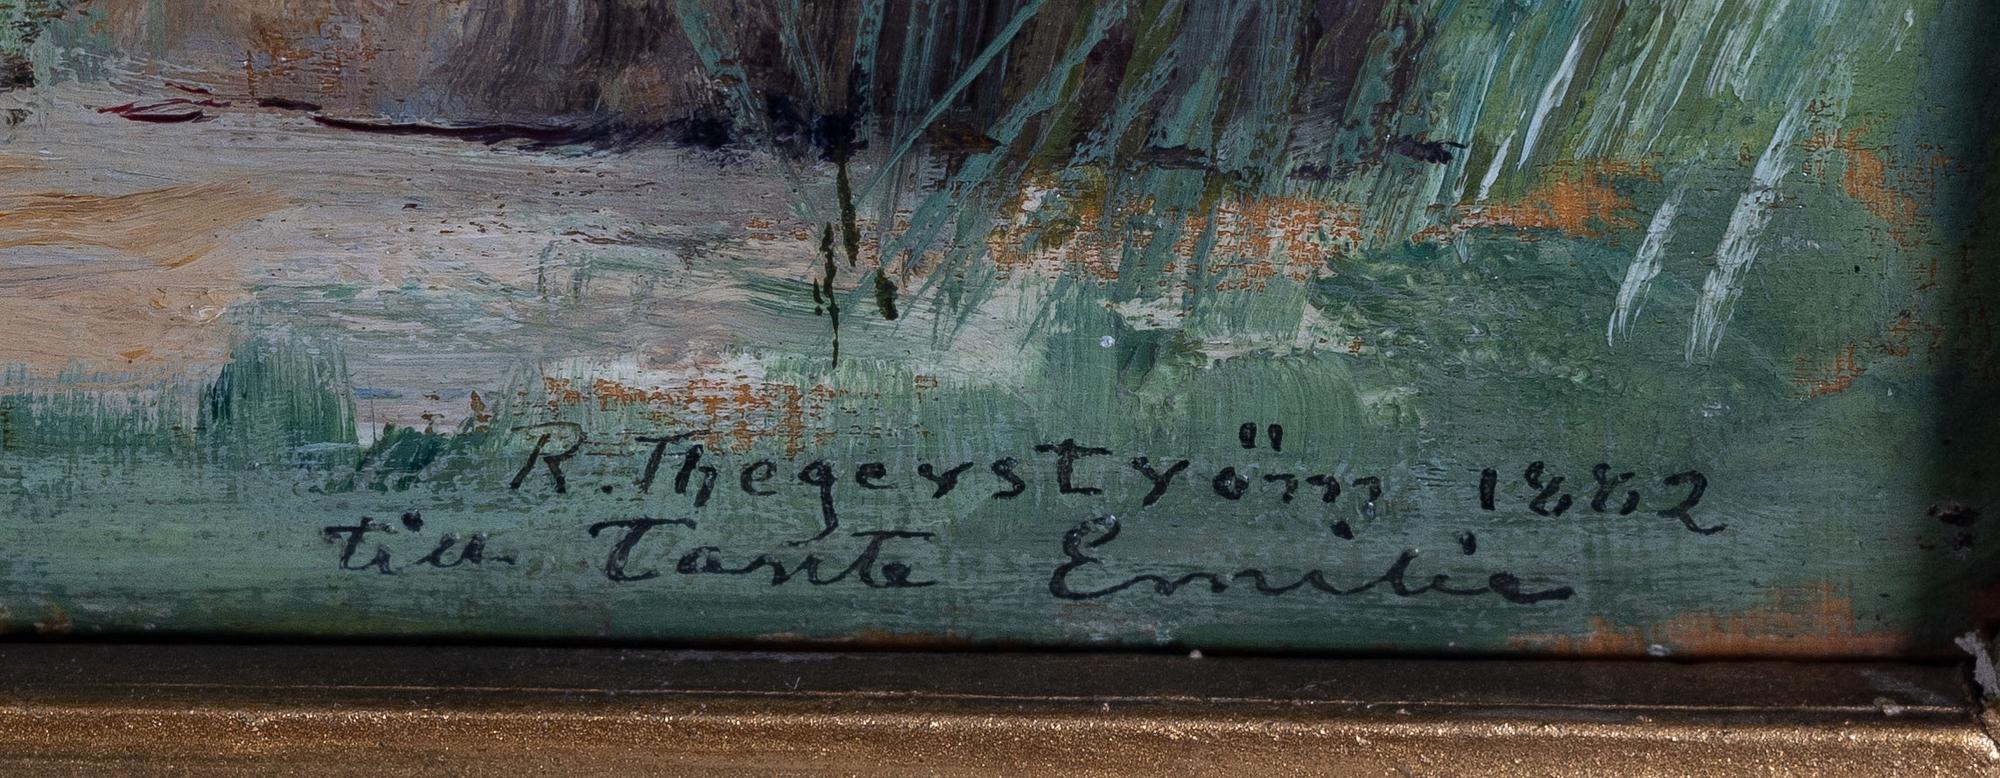 R. Thegerström 1882
till Tante Emilie